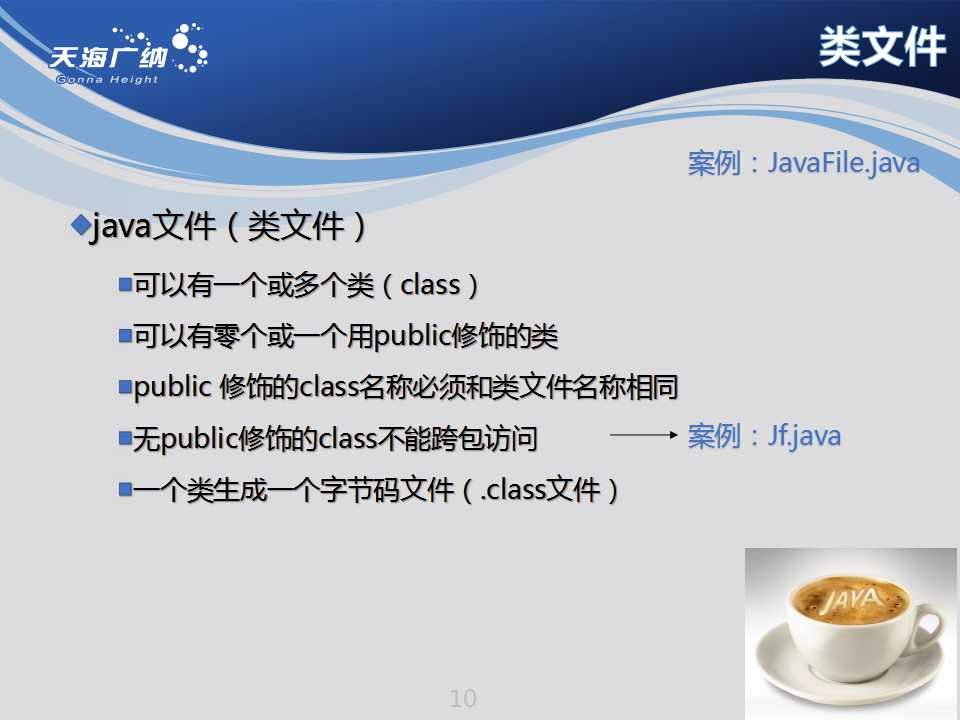 天海广纳
Gonna Height
类文件
案例：JavaFile.java
java文件（类文件）
可以有一个或多个类（class）
可以有零个或一个用public修饰的类
public 修饰的class名称必须和类文件名称相同
无public修饰的class不能跨包访问
案例：Jf.java
一个类生成一个字节码文件（.class文件）
JAVA
10